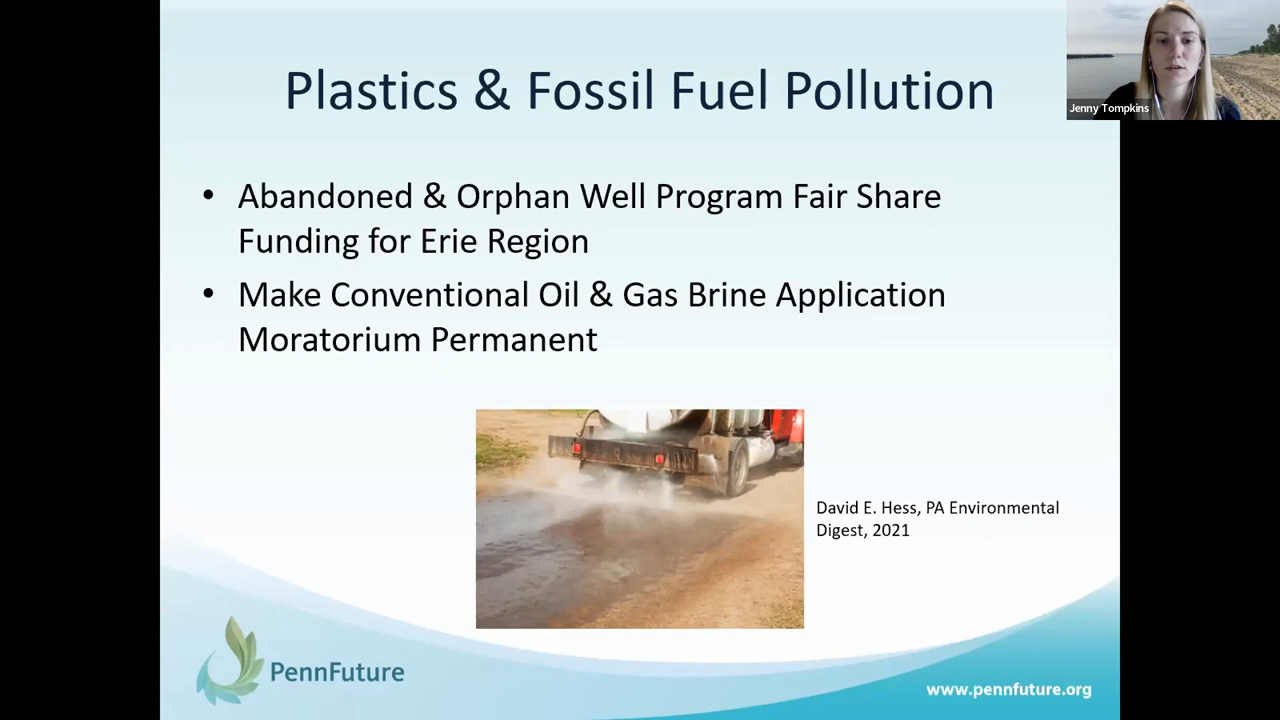 Plastics & Fossil Fuel Pollution
Jenny Tompkins
• Abandoned & Orphan Well Program Fair Share
Funding for Erie Region
• Make Conventional Oil & Gas Brine Application
Moratorium Permanent
David E. Hess, PA Environmental
Digest, 2021
PennFuture
www.pennfuture.org